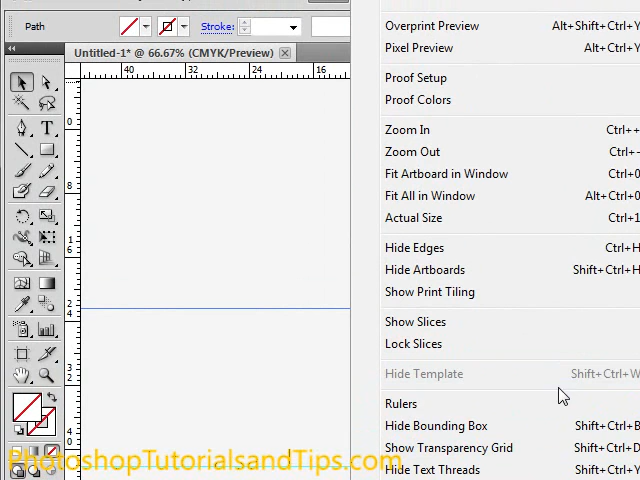 Overprint Preview Alt+Shift+Ctrl+Y
Path Stroke:
Pixel Preview Alt+Ctrl+Y
Untitled-1* @ 66.67% (CMYK/Preview)
40 32 24 16
Proof Setup
Proof Colors
0
Zoom In Ctrl++
Zoom Out Ctrl+-
Fit Artboard in Window Ctrl+0
8
Fit All in Window Alt+Ctrl+0
Actual Size Ctrl+1
1
6
Hide Edges Ctrl+H
Hide Artboards Shift+Ctrl+H
Show Print Tiling
2
4
Show Slices
Lock Slices
3
2
Hide Template Shift+Ctrl+W
Rulers
Hide Bounding Box Shift+Ctrl+B
4
0
Show Transparency Grid Shift+Ctrl+D
PhotoshopTutorialsandTips.com
Hide Text Threads Shift+Ctrl+Y